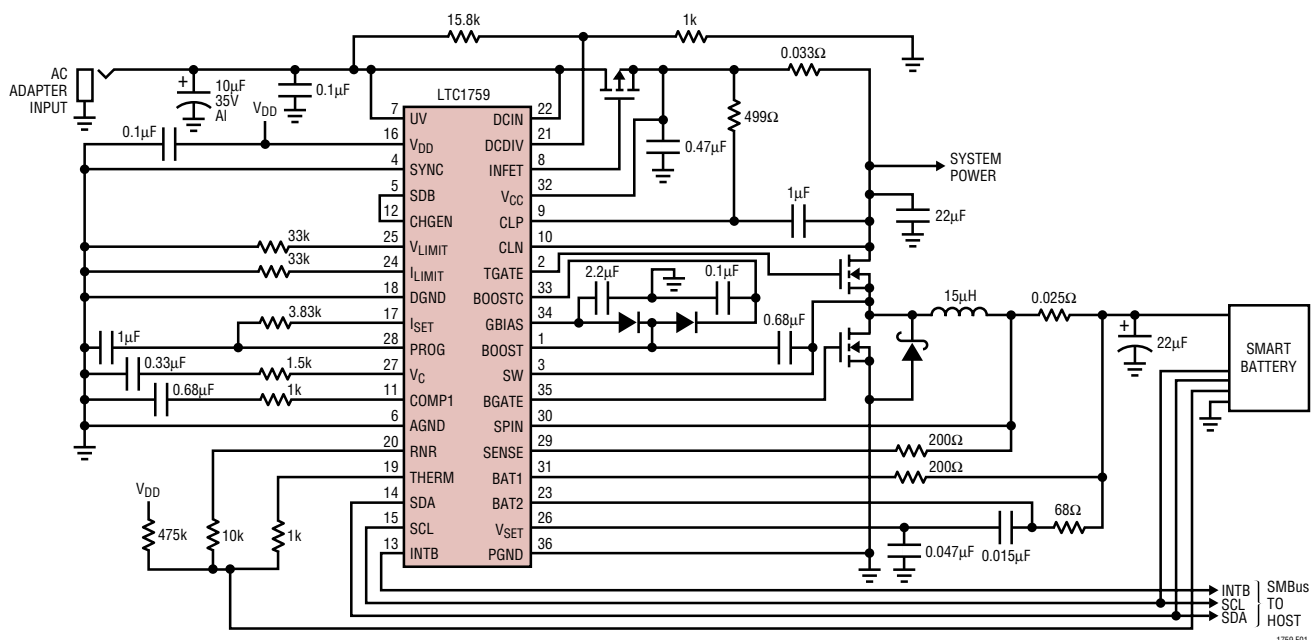 15.8k
1k
0.033Ω
AC
ADAPTER
INPUT
+
10µF
35V
Al
0.1µF
VDD
0.1µF
LTC1759
499Ω
0.47µF
SYSTEM
POWER
1µF
22µF
7 UV
16 VDD
4 SYNC
5 SDB
12 CHGEN
25 VLIMIT
24 ILIMIT
18 DGND
17 ISET
28 PROG
27 VC
11 COMP1
6 AGND
20 RNR
19 THERM
14 SDA
15 SCL
13 INTB
DCIN 22
DCDIV 21
INFET 8
VCC 32
CLP 9
CLN 10
TGATE 2
BOOSTC 33
GBIAS 34
BOOST 1
SW 3
BGATE 35
SPIN 30
SENSE 29
BAT1 31
BAT2 23
VSET 26
PGND 36
33k
33k
3.83k
1µF
0.33µF
1.5k
0.68µF
1k
VDD
475k
10k
1k
2.2µF
0.1µF
0.68µF
15µH
0.025Ω
+
22µF
SMART
BATTERY
200Ω
200Ω
68Ω
0.047µF
0.015µF
INTB
SCL
SDA
SMBus
TO
HOST
1759 F01